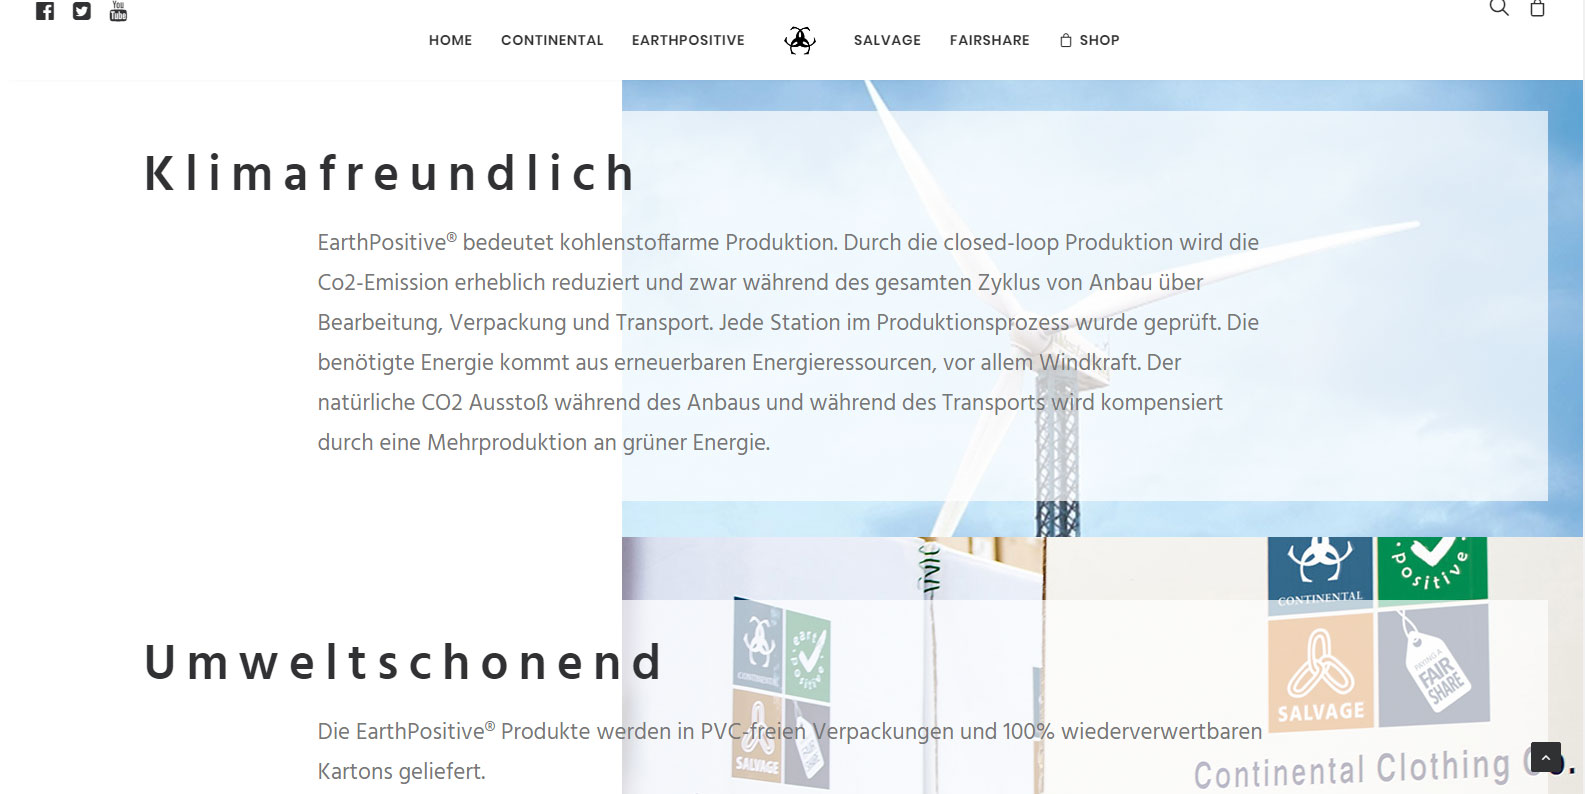 You
Tube
HOME CONTINENTAL EARTHPOSITIVE SALVAGE FAIRSHARE SHOP
Klimafreundlich
EarthPositive® bedeutet kohlenstoffarme Produktion. Durch die closed-loop Produktion wird die
Co2-Emission erheblich reduziert und zwar während des gesamten Zyklus von Anbau über
Bearbeitung, Verpackung und Transport. Jede Station im Produktionsprozess wurde geprüft. Die
benötigte Energie kommt aus erneuerbaren Energieressourcen, vor allem Windkraft. Der
natürliche CO2 Ausstoß während des Anbaus und während des Transports wird kompensiert
durch eine Mehrproduktion an grüner Energie.
positive
CONTINENTAL
Umweltschonend
CONTINENTAL
positive
PAYING A
FAIR
SHARE
SALVAGE
Die EarthPositive® Produkte werden in PVC-freien Verpackungen und 100% wiederverwertbaren
Kartons geliefert.
SALVAGE
SHARE
Continental Clothing Co.